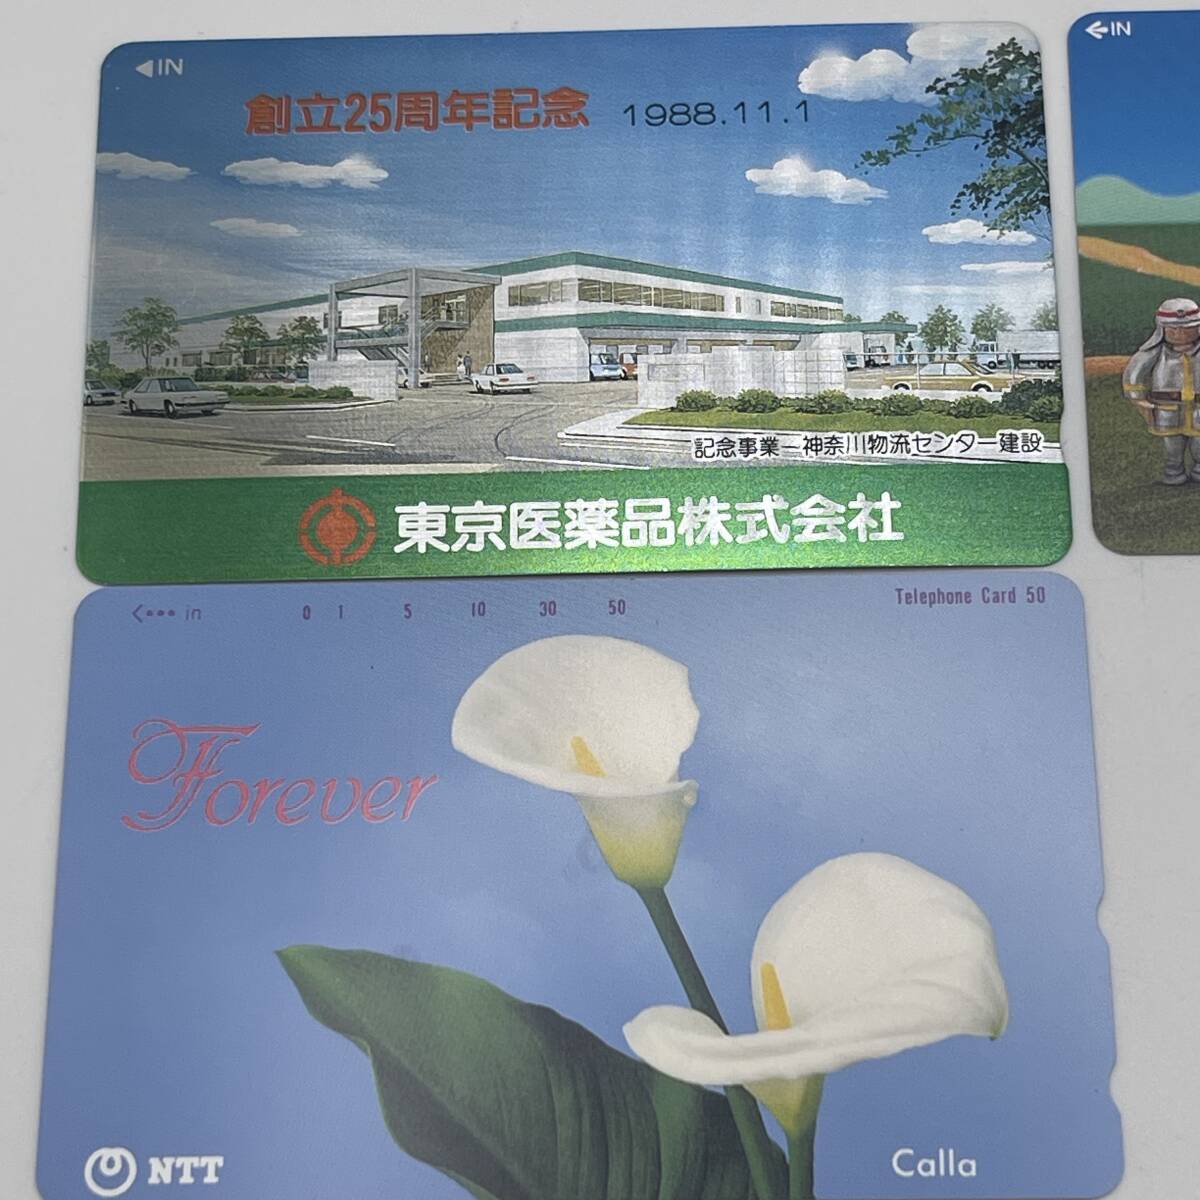 ◀IN
創立25周年記念 1988.11.1
記念事業―神奈川物流センター建設
東京医薬品株式会社
←IN
in 0 1 5 10 30 50
Telephone Card 50
Forever
NTT
Calla